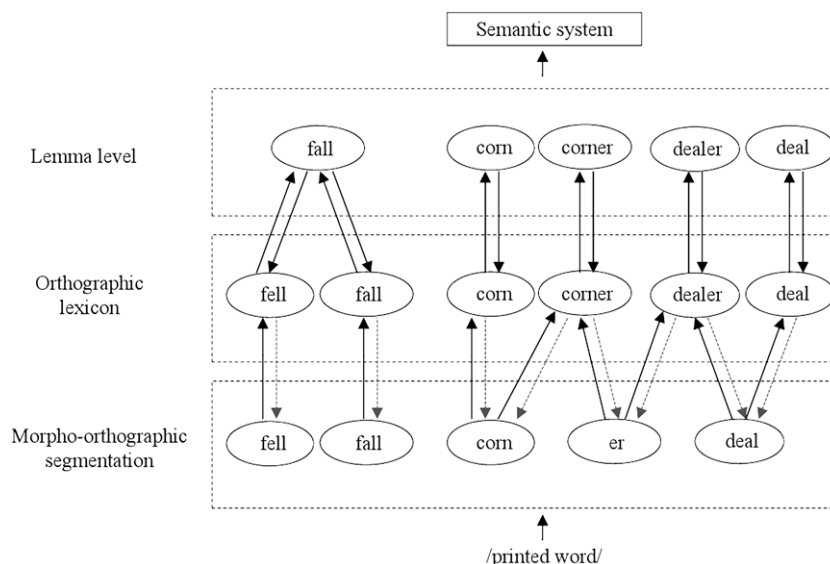 Semantic system
Lemma level
fall corn corner dealer deal
Orthographic
lexicon
fell fall corn corner dealer deal
Morpho-orthographic
segmentation
fell fall corn er deal
/printed word/